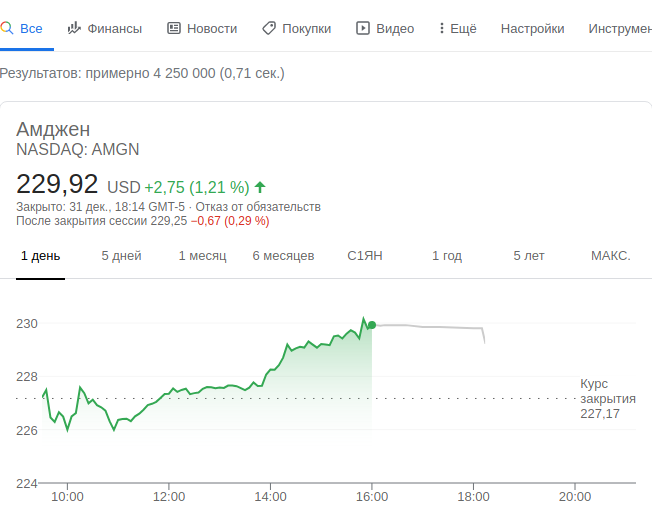 Все Финансы Новости Покупки Видео Ещё Настройки Инструмен
Результатов: примерно 4 250 000 (0,71 сек.)
Амджен
NASDAQ: AMGN
229,92 USD +2,75 (1,21 %)
Закрыто: 31 дек., 18:14 GMT-5 · Отказ от обязательств
После закрытия сессии 229,25 −0,67 (0,29 %)
1 день 5 дней 1 месяц 6 месяцев С1ЯН 1 год 5 лет МАКС.
230
228
Курс
закрытия
227,17
226
224
10:00 12:00 14:00 16:00 18:00 20:00